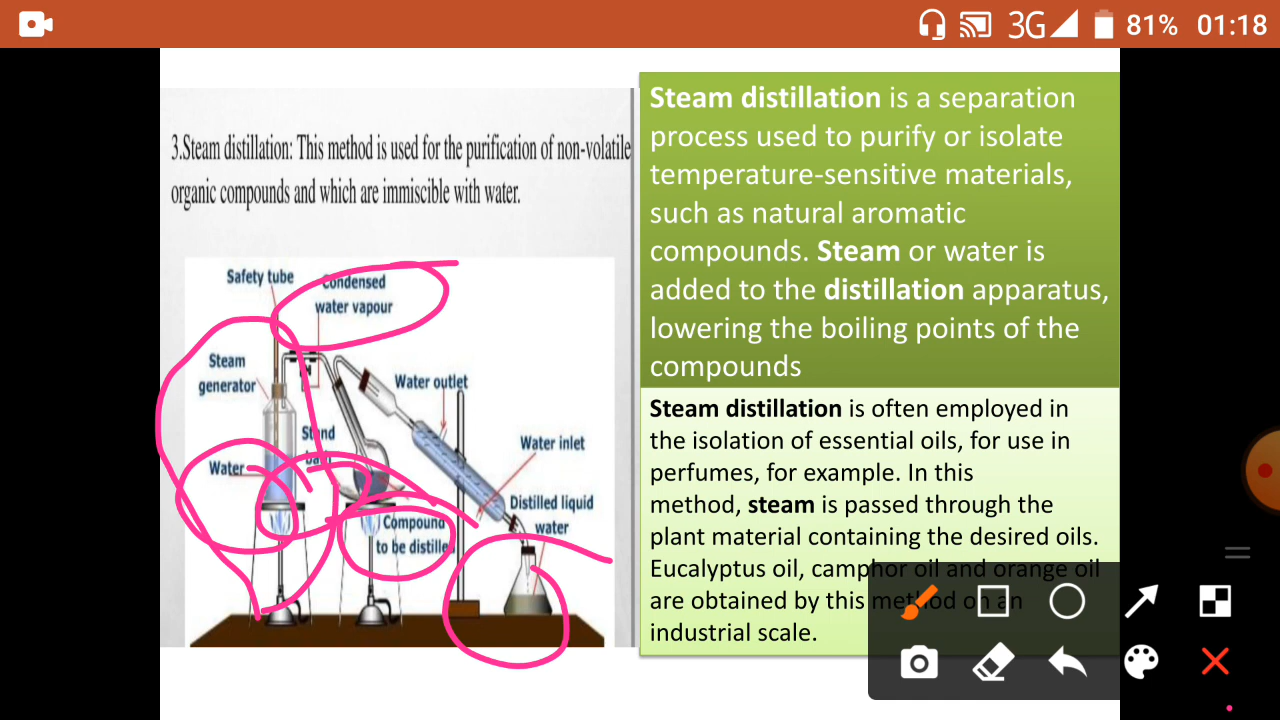 3G 81% 01:18
3.Steam distillation: This method is used for the purification of non-volatile
organic compounds and which are immiscible with water.
Safety tube
Condensed
water vapour
Steam
generator
Water outlet
Stand
Water
Water inlet
Distilled liquid
water
Compound
to be distilled
Steam distillation is a separation
process used to purify or isolate
temperature-sensitive materials,
such as natural aromatic
compounds. Steam or water is
added to the distillation apparatus,
lowering the boiling points of the
compounds
Steam distillation is often employed in
the isolation of essential oils, for use in
perfumes, for example. In this
method, steam is passed through the
plant material containing the desired oils.
Eucalyptus oil, camphor oil and orange oil
are obtained by this method on an
industrial scale.